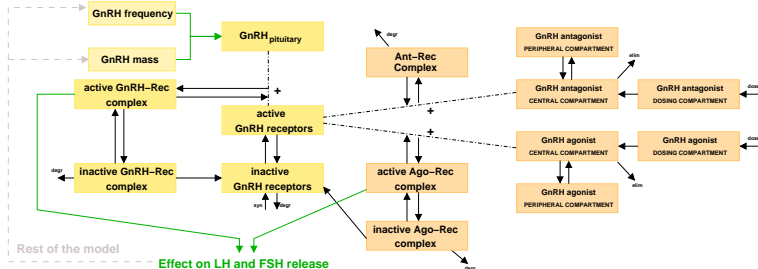 GnRH frequency
GnRH mass
GnRH pituitary
degr
Ant–Rec
Complex
GnRH antagonist
PERIPHERAL COMPARTMENT
elim
active GnRH–Rec
complex
+
GnRH antagonist
CENTRAL COMPARTMENT
GnRH antagonist
DOSING COMPARTMENT
active
GnRH receptors
+
+
GnRH agonist
CENTRAL COMPARTMENT
GnRH agonist
DOSING COMPARTMENT
degr
inactive GnRH–Rec
complex
inactive
GnRH receptors
active Ago–Rec
complex
elim
GnRH agonist
PERIPHERAL COMPARTMENT
syn
degr
inactive Ago–Rec
complex
Rest of the model
Effect on LH and FSH release
degr